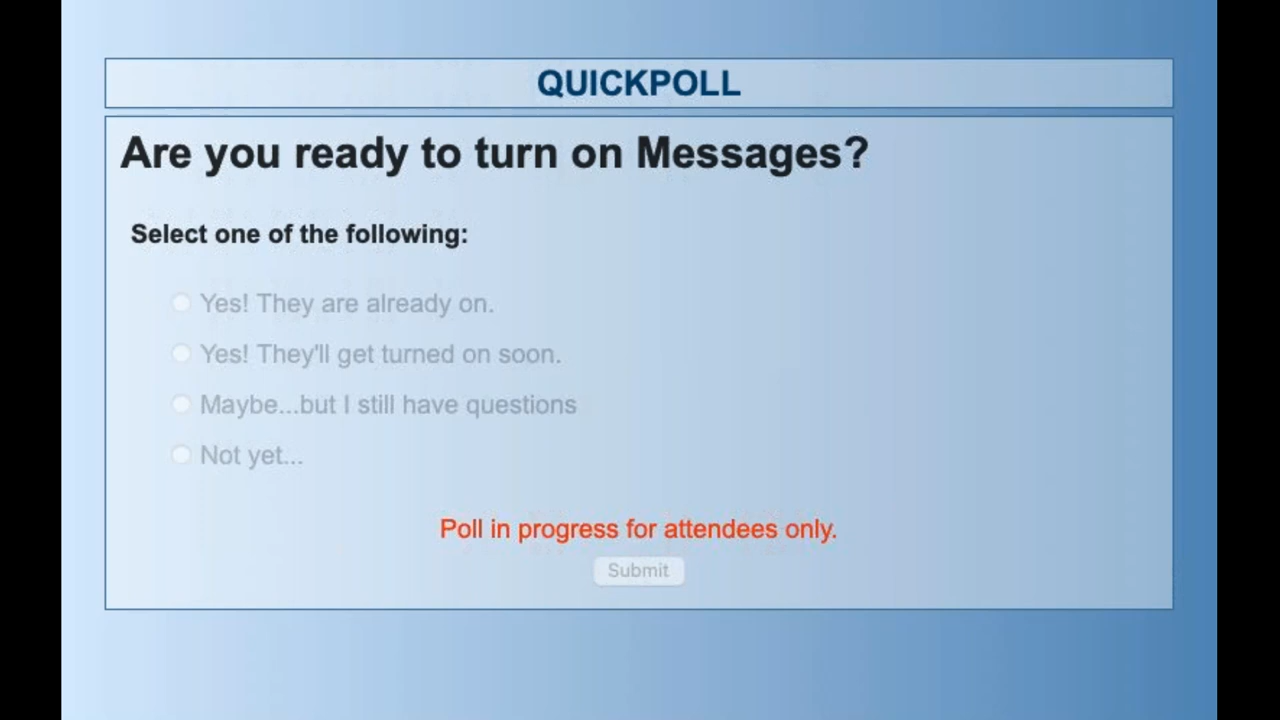 QUICKPOLL
Are you ready to turn on Messages?
Select one of the following:
Yes! They are already on.
Yes! They'll get turned on soon.
Maybe...but I still have questions
Not yet...
Poll in progress for attendees only.
Submit